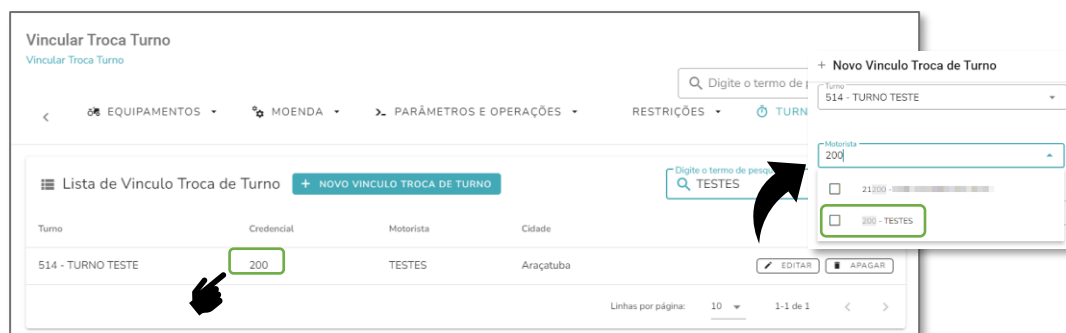 Vincular Troca Turno
Vincular Troca Turno
Digite o termo de
EQUIPAMENTOS
MOENDA
PARÂMETROS E OPERAÇÕES
RESTRIÇÕES
TURN
Lista de Vinculo Troca de Turno
+ NOVO VINCULO TROCA DE TURNO
Digite o termo de pesqu
TESTES
Turno Credencial Motorista Cidade
514 - TURNO TESTE 200 TESTES Araçatuba EDITAR APAGAR
Linhas por página: 10 1-1 de 1
+ Novo Vinculo Troca de Turno
Turno
514 - TURNO TESTE
Motorista
200
21200 -
200 - TESTES